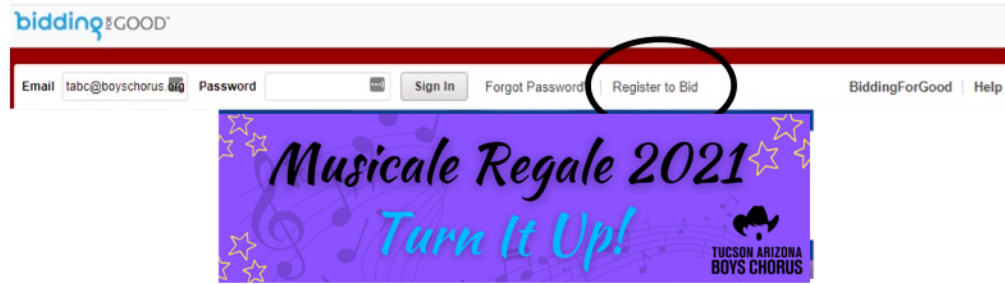 bidding FOR GOOD
Email tabc@boyschorus.org Password Sign In Forgot Password Register to Bid BiddingForGood Help
Musicale Regale 2021
Turn It Up!
TUCSON ARIZONA
BOYS CHORUS